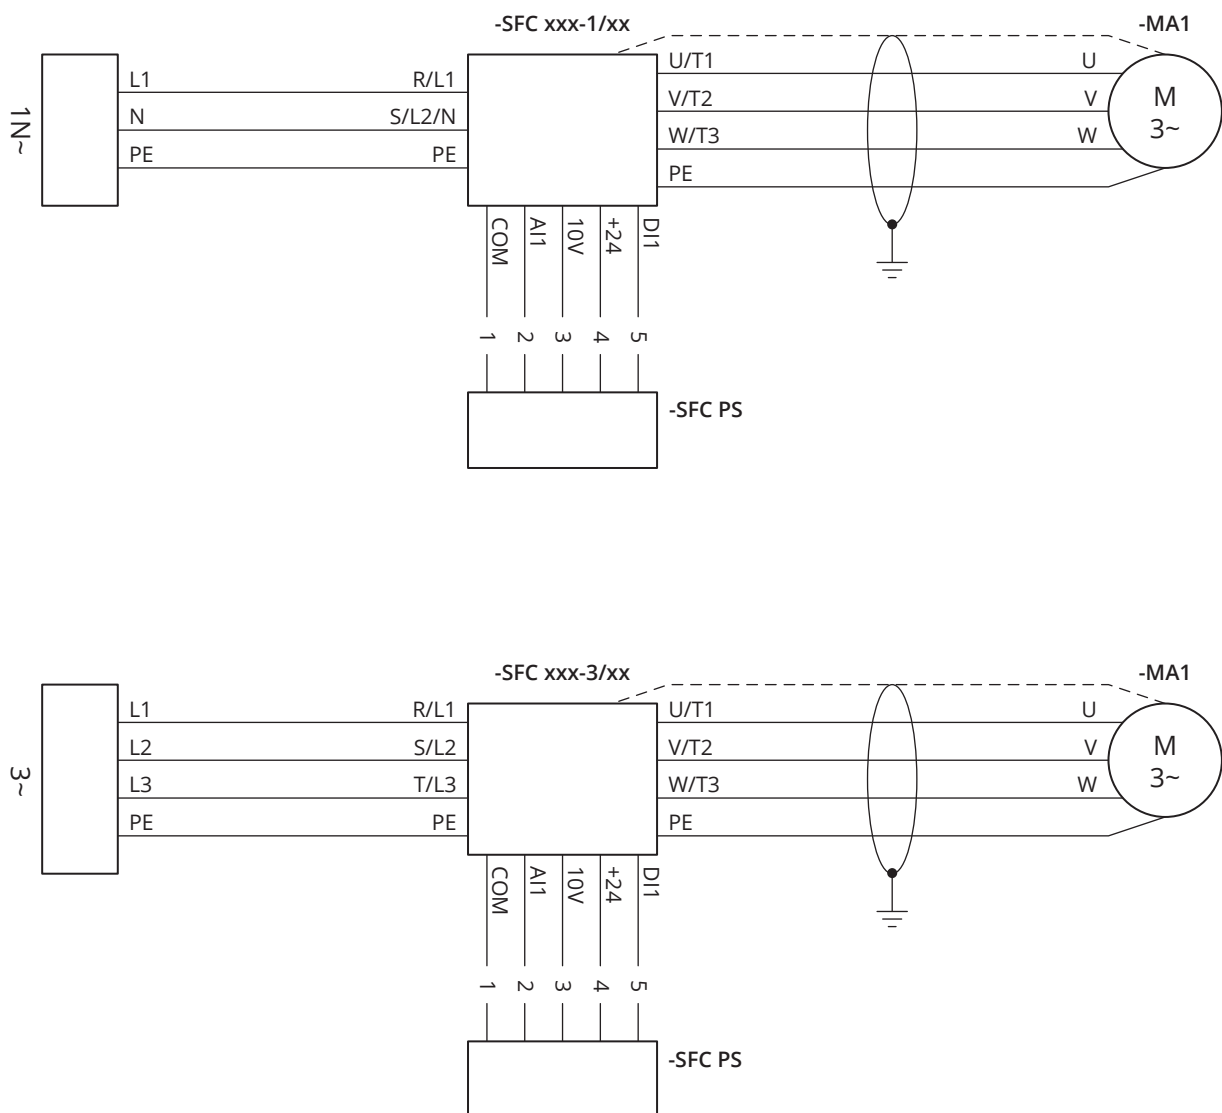 -SFC xxx-1/xx
-MA1
1N~
L1
R/L1
U/T1
U
N
S/L2/N
V/T2
V
M
3~
PE
PE
W/T3
W
PE
COM
AI1
10V
+24
DI1
1
2
3
4
5
-SFC PS
-SFC xxx-3/xx
-MA1
3~
L1
R/L1
U/T1
U
L2
S/L2
V/T2
V
M
3~
L3
T/L3
W/T3
W
PE
PE
PE
COM
AI1
10V
+24
DI1
1
2
3
4
5
-SFC PS